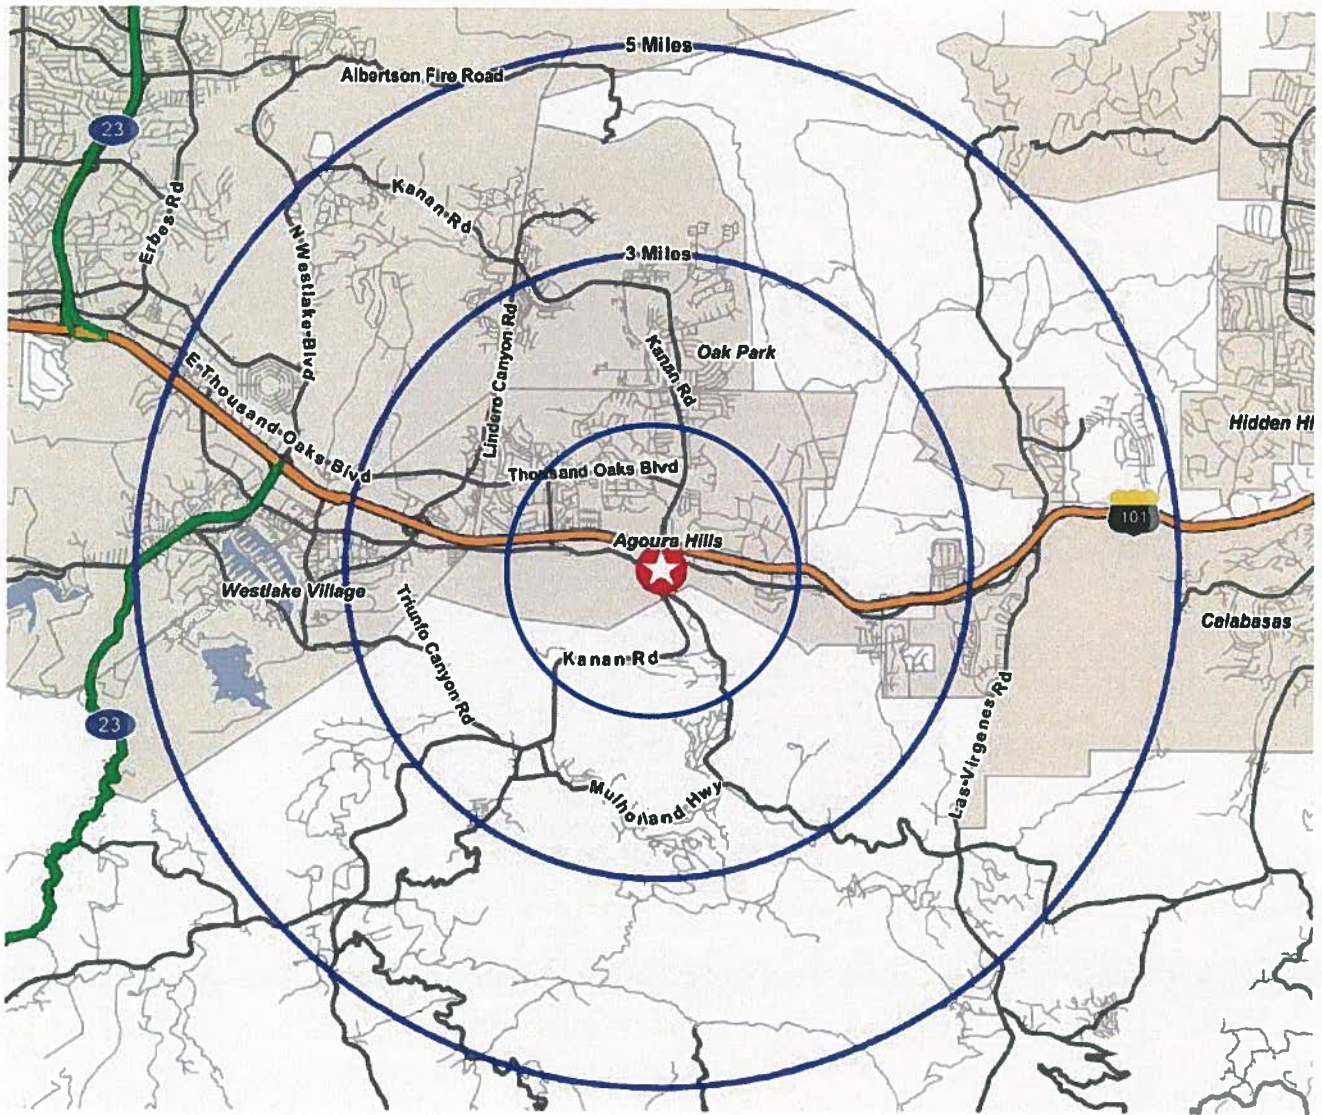 5 Miles
Albertson Fire Road
23
Kanan Rd
Erbes Rd
N Westlake Blvd
3 Miles
Lindero Canyon Rd
Kanan Rd
Oak Park
E Thousand Oaks Blvd
Hidden Hi
Thousand Oaks Blvd
101
Agoura Hills
Westlake Village
Triunfo Canyon Rd
Calabasas
Kanan Rd
23
Las Virgenes Rd
Mulholland Hwy